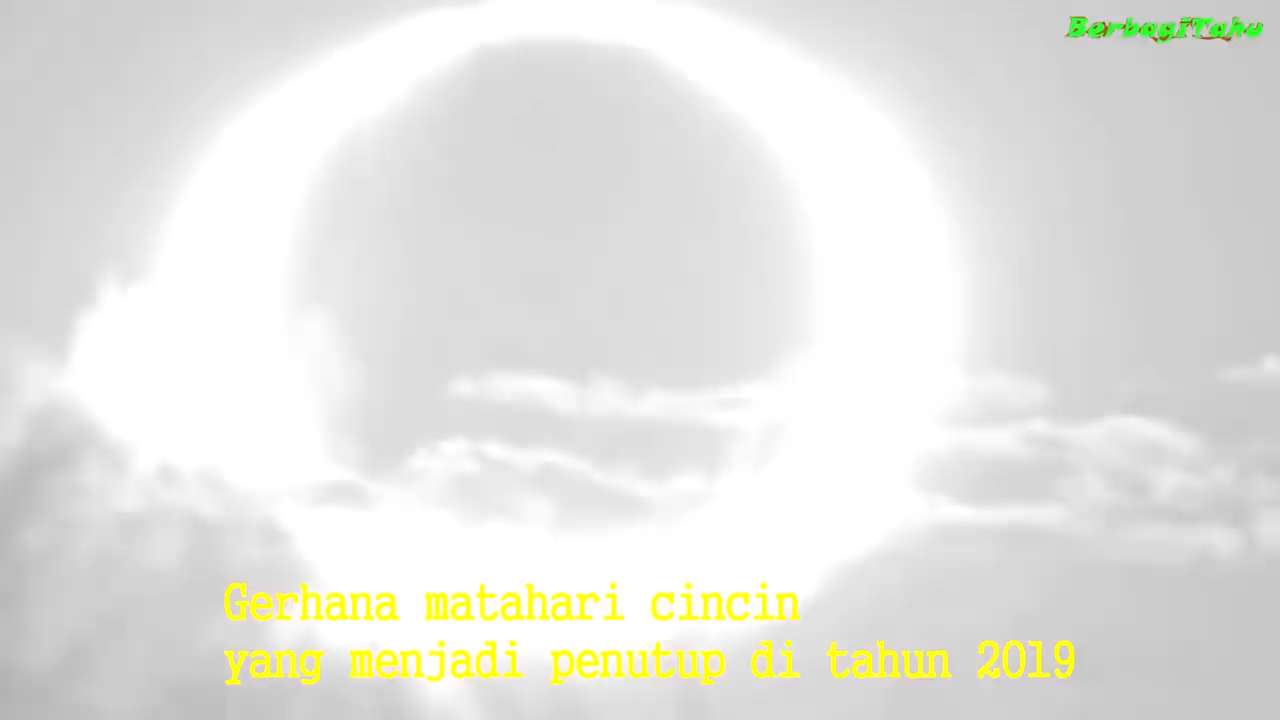 BerbagiTahu
Gerhana matahari cincin
yang menjadi penutup di tahun 2019